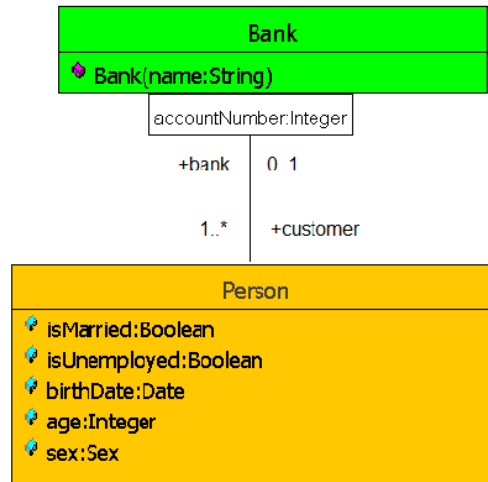 Bank
Bank(name:String)
accountNumber:Integer
+bank 0 1
1..* +customer
Person
isMarried:Boolean
isUnemployed:Boolean
birthDate:Date
age:Integer
sex:Sex